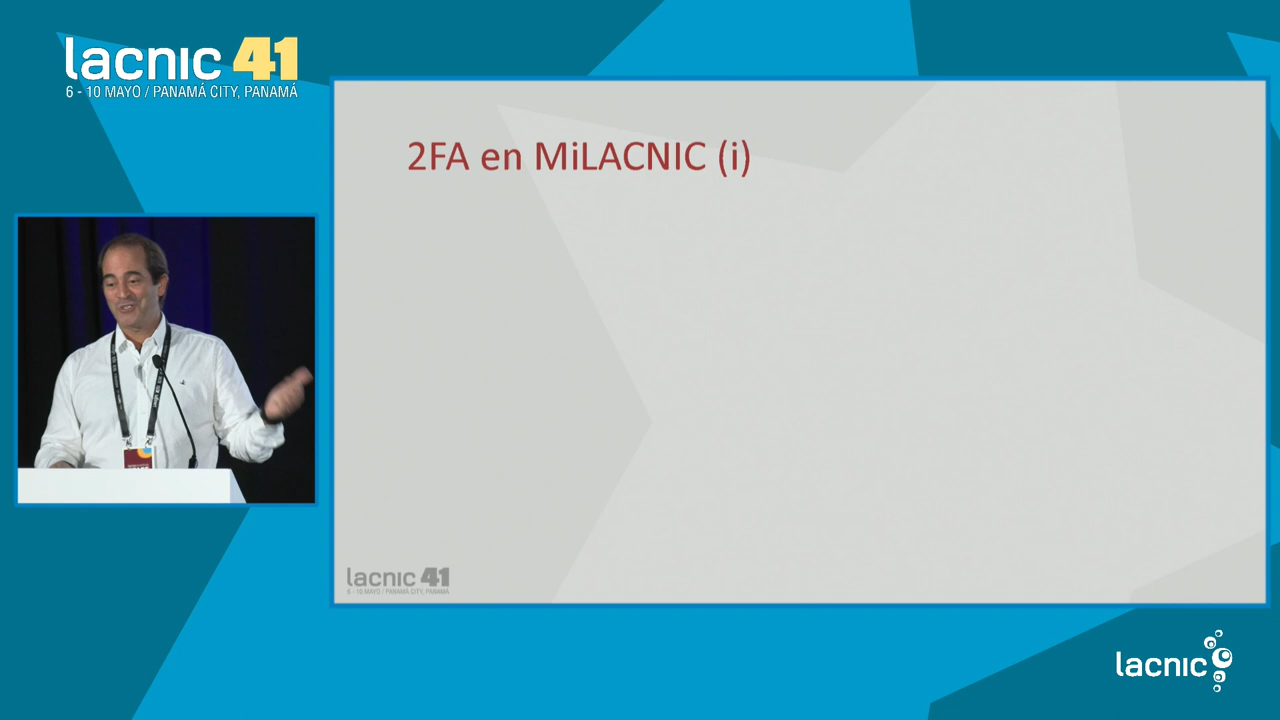 lacnic 41
6 - 10 MAYO / PANAMÁ CITY, PANAMÁ
2FA en MiLACNIC (i)
lacnic 41
6 - 10 MAYO / PANAMÁ CITY, PANAMÁ
lacnic